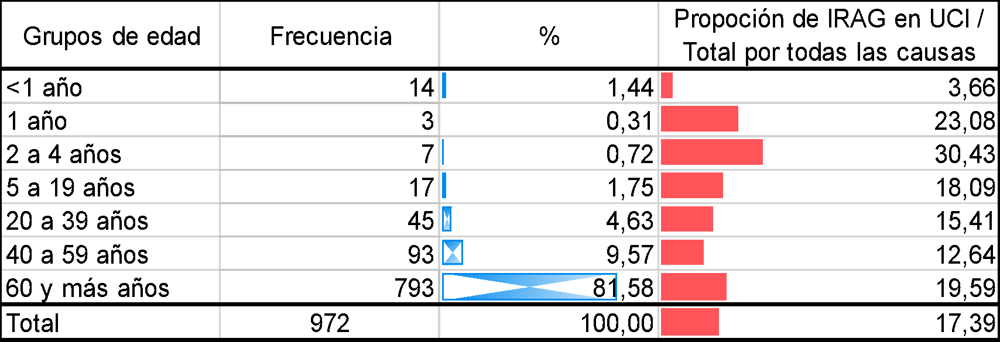 Grupos de edad Frecuencia % Propoción de IRAG en UCI /
Total por todas las causas
<1 año 14 1,44 3,66
1 año 3 0,31 23,08
2 a 4 años 7 0,72 30,43
5 a 19 años 17 1,75 18,09
20 a 39 años 45 4,63 15,41
40 a 59 años 93 9,57 12,64
60 y más años 793 81,58 19,59
Total 972 100,00 17,39